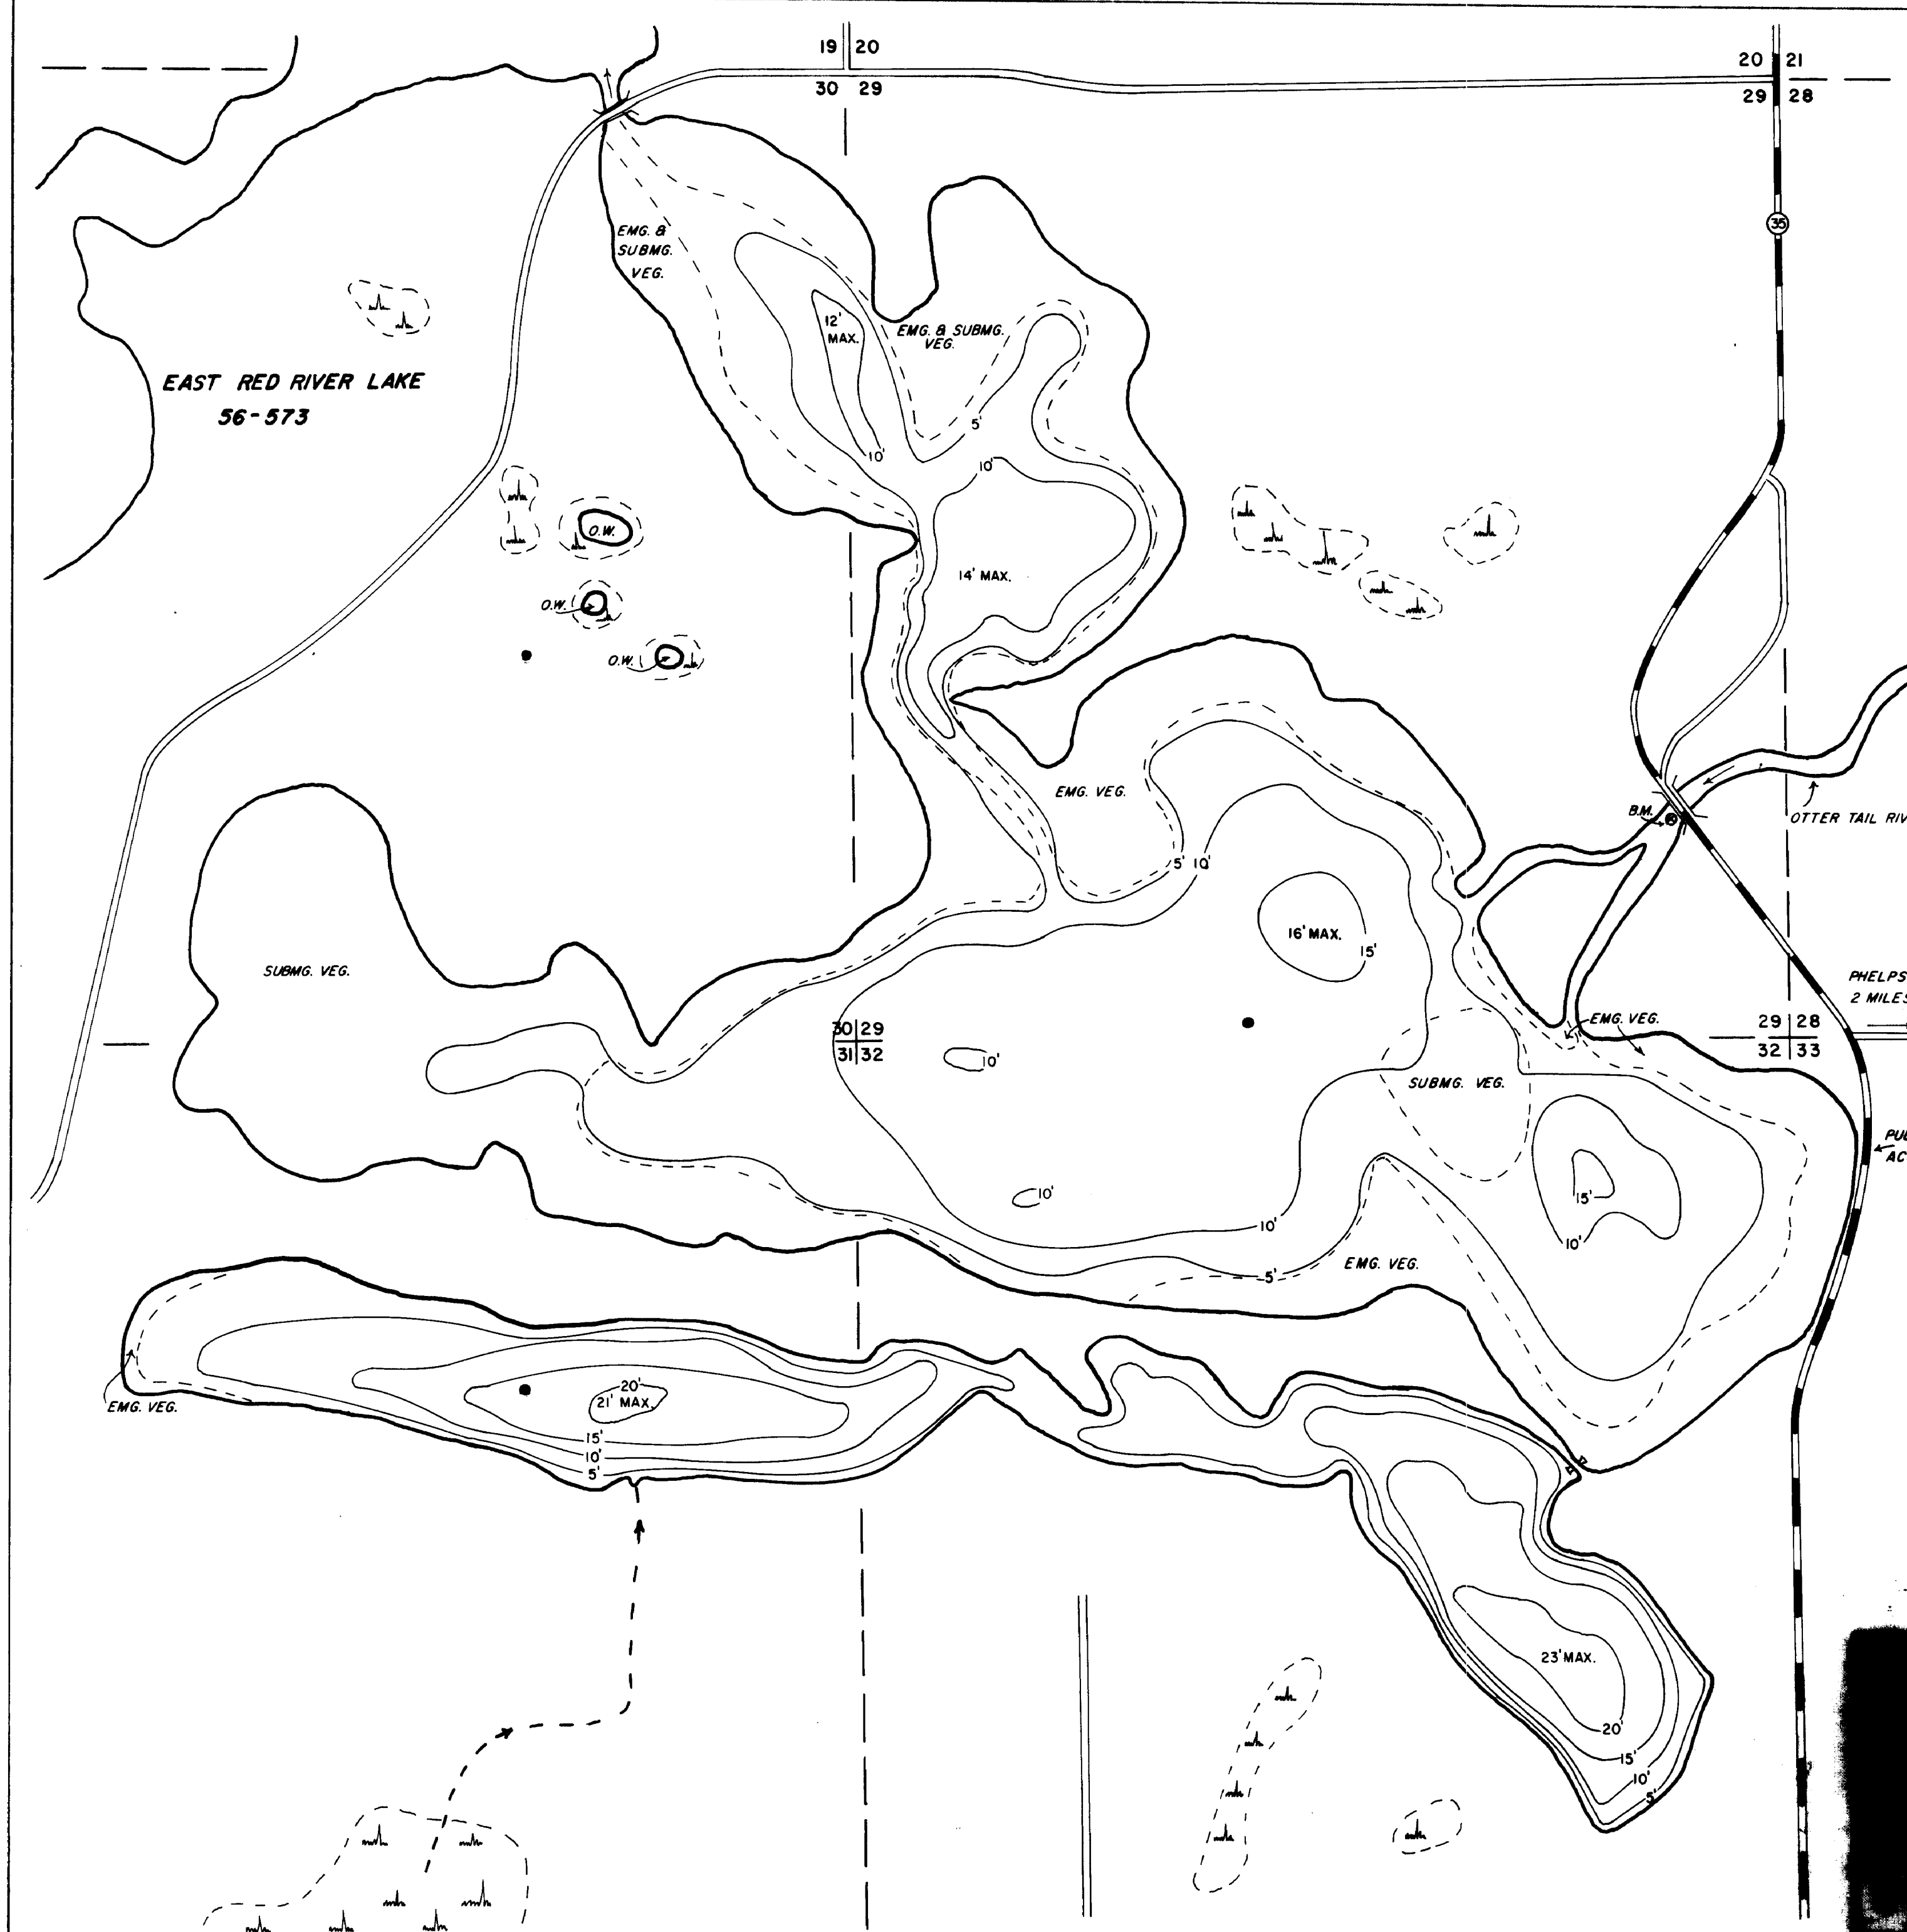 19 20
20 21
30 29
29 28
35
EMG. &
SUBMG.
VEG.
12'
MAX.
EMG. & SUBMG.
VEG.
EAST RED RIVER LAKE
56-573
5'
10'
10'
O.W.
14' MAX.
O.W.
O.W.
EMG. VEG.
B.M.
OTTER TAIL RIV
5' 10'
16' MAX.
15'
SUBMG. VEG.
PHELPS
2 MILES
EMG. VEG.
30 29
31 32
29 28
32 33
10'
SUBMG. VEG.
PU
AC
15'
10'
10'
10'
EMG. VEG.
5'
20'
21' MAX.
EMG. VEG.
15'
10'
5'
23' MAX.
20'
15'
10'
5'